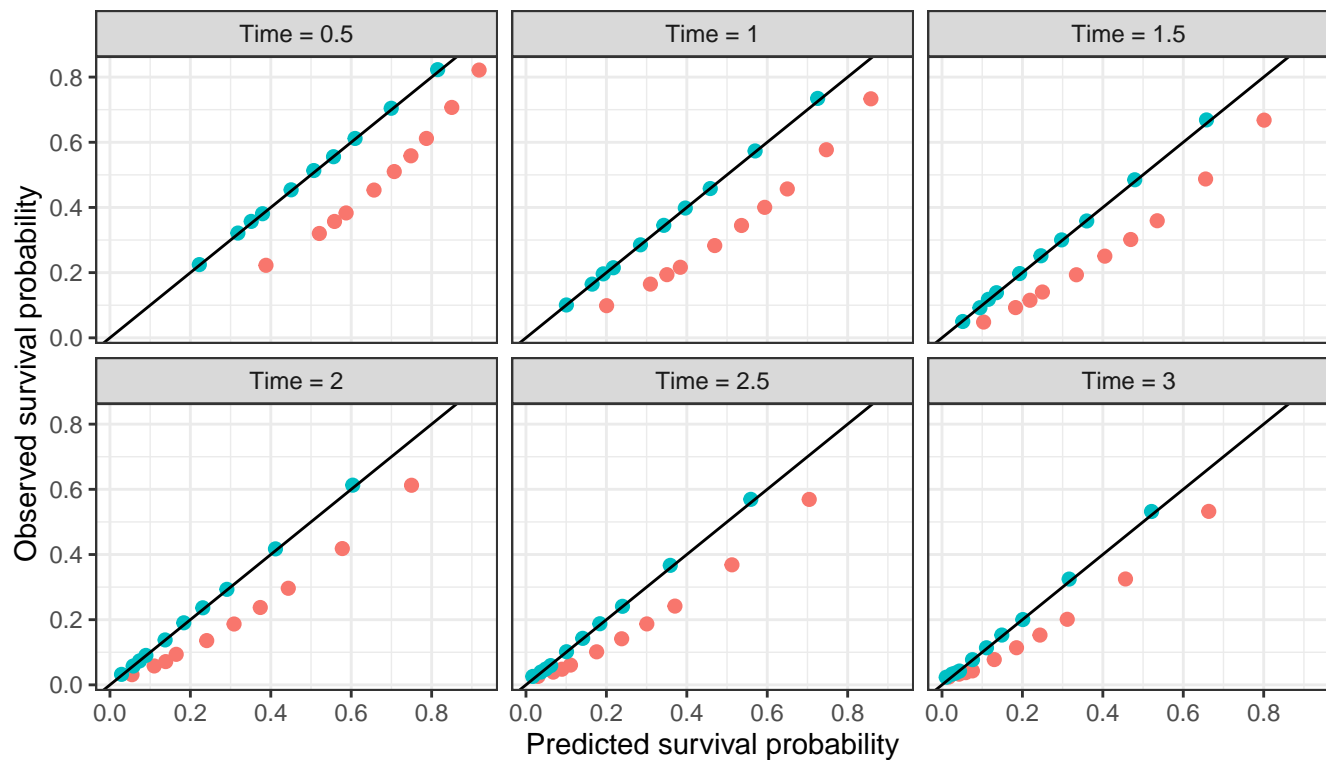 Time = 0.5 Time = 1 Time = 1.5
0.8
0.6
0.4
0.2
0.0
Time = 2 Time = 2.5 Time = 3
0.8
0.6
0.4
0.2
0.0
0.0 0.2 0.4 0.6 0.8 0.0 0.2 0.4 0.6 0.8 0.0 0.2 0.4 0.6 0.8
Predicted survival probability
Observed survival probability